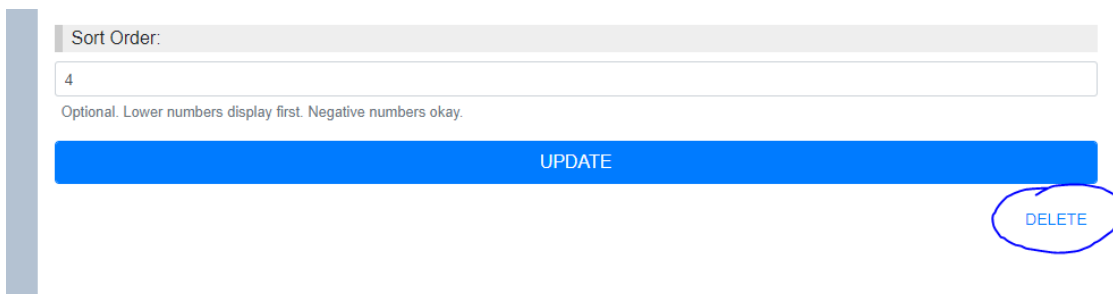 Sort Order:
4
Optional. Lower numbers display first. Negative numbers okay.
UPDATE
DELETE